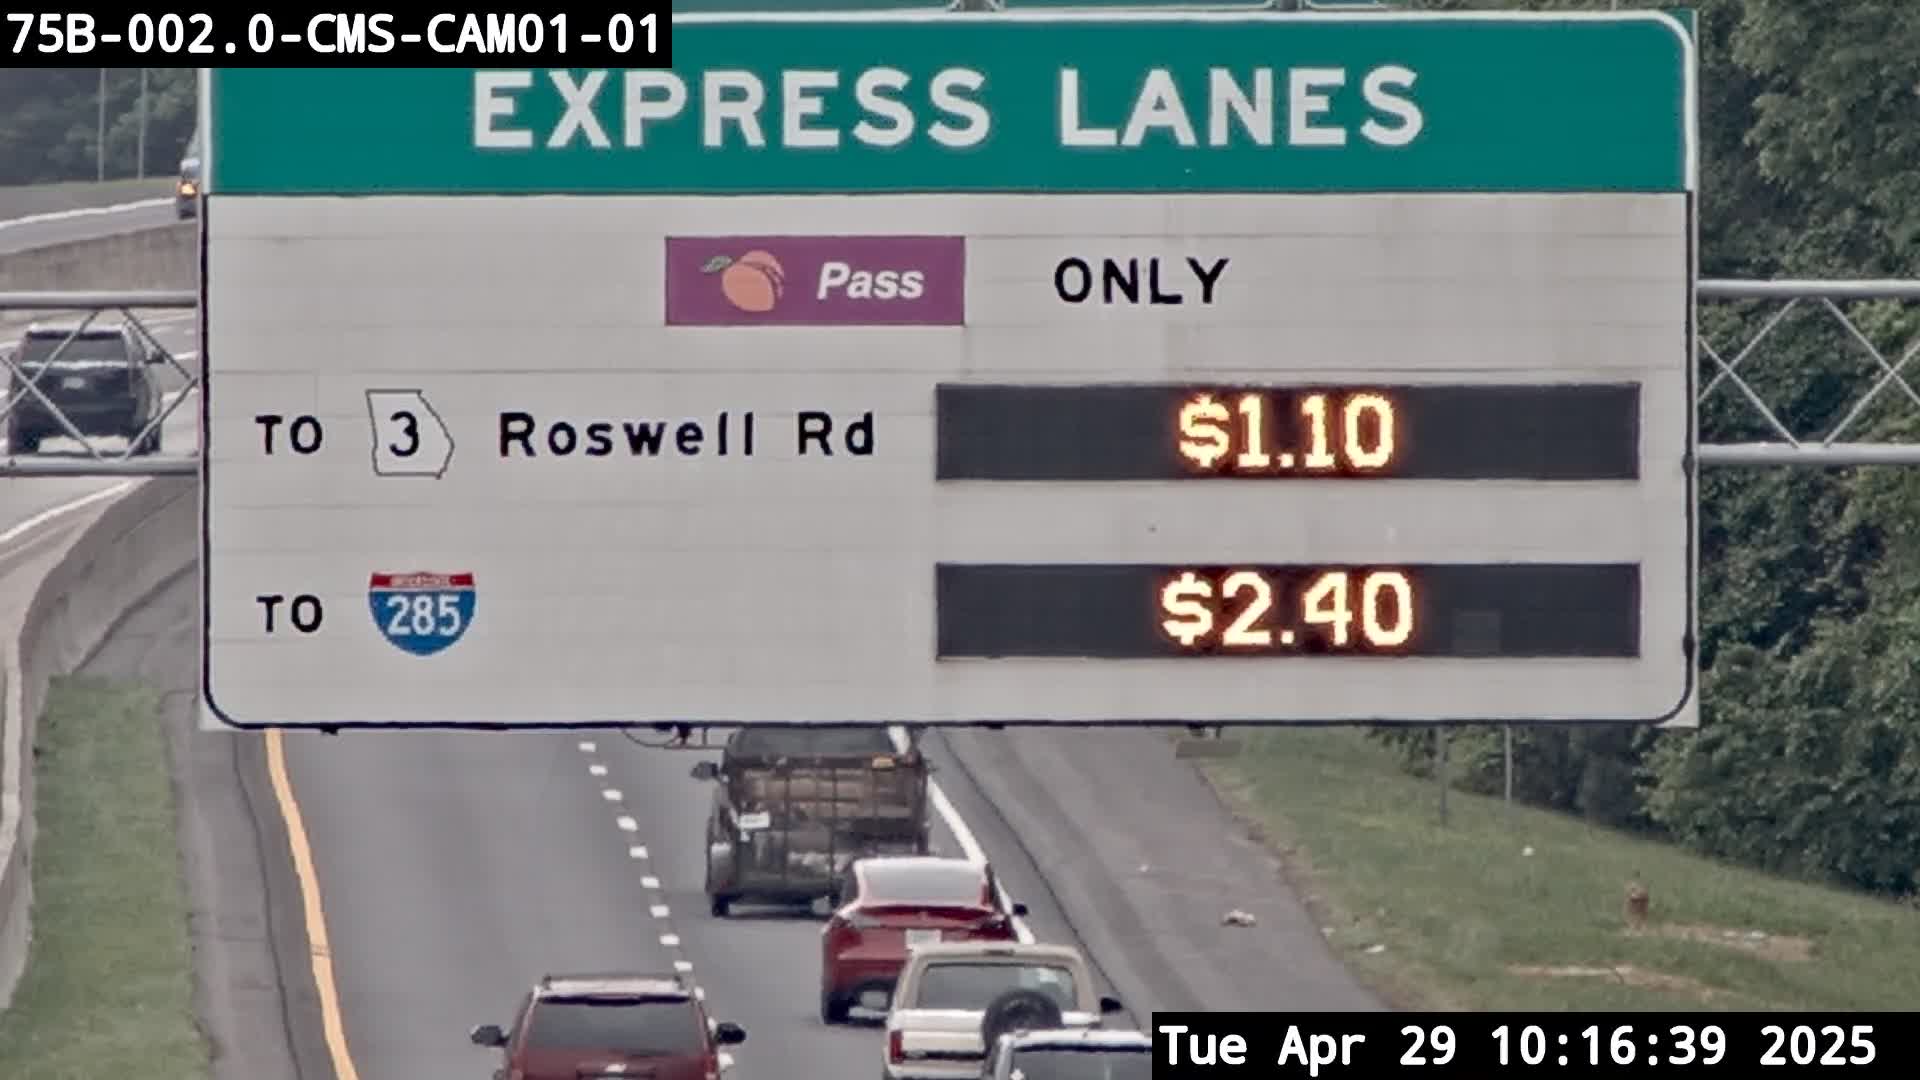 75B-002.0-CMS-CAM01-01
EXPRESS LANES
Pass ONLY
TO 3 Roswell Rd $1.10
INTERSTATE
TO 285 $2.40
Tue Apr 29 10:16:39 2025